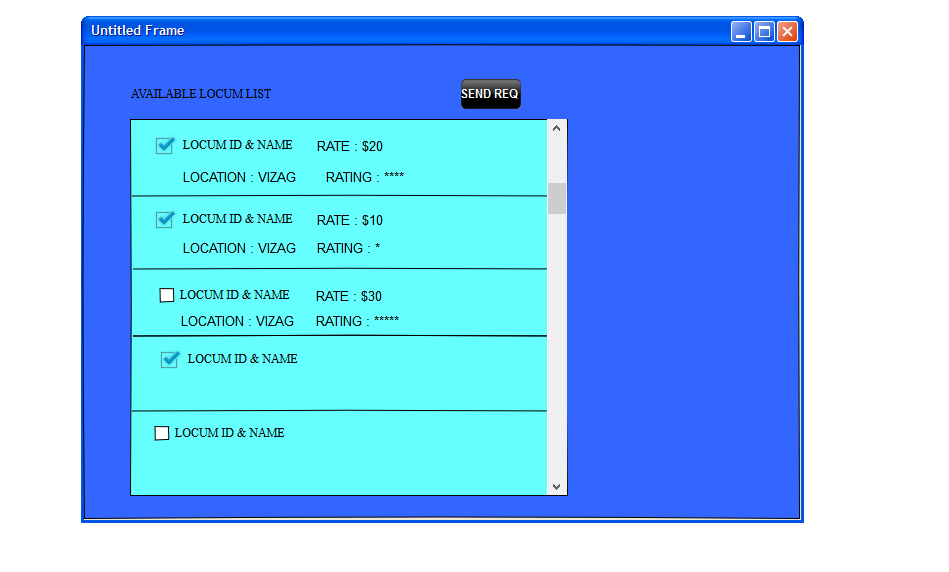 Untitled Frame
AVAILABLE LOCUM LIST
SEND REQ
LOCUM ID & NAME RATE : $20
LOCATION : VIZAG RATING : ****
LOCUM ID & NAME RATE : $10
LOCATION : VIZAG RATING : *
LOCUM ID & NAME RATE : $30
LOCATION : VIZAG RATING : *****
LOCUM ID & NAME
LOCUM ID & NAME